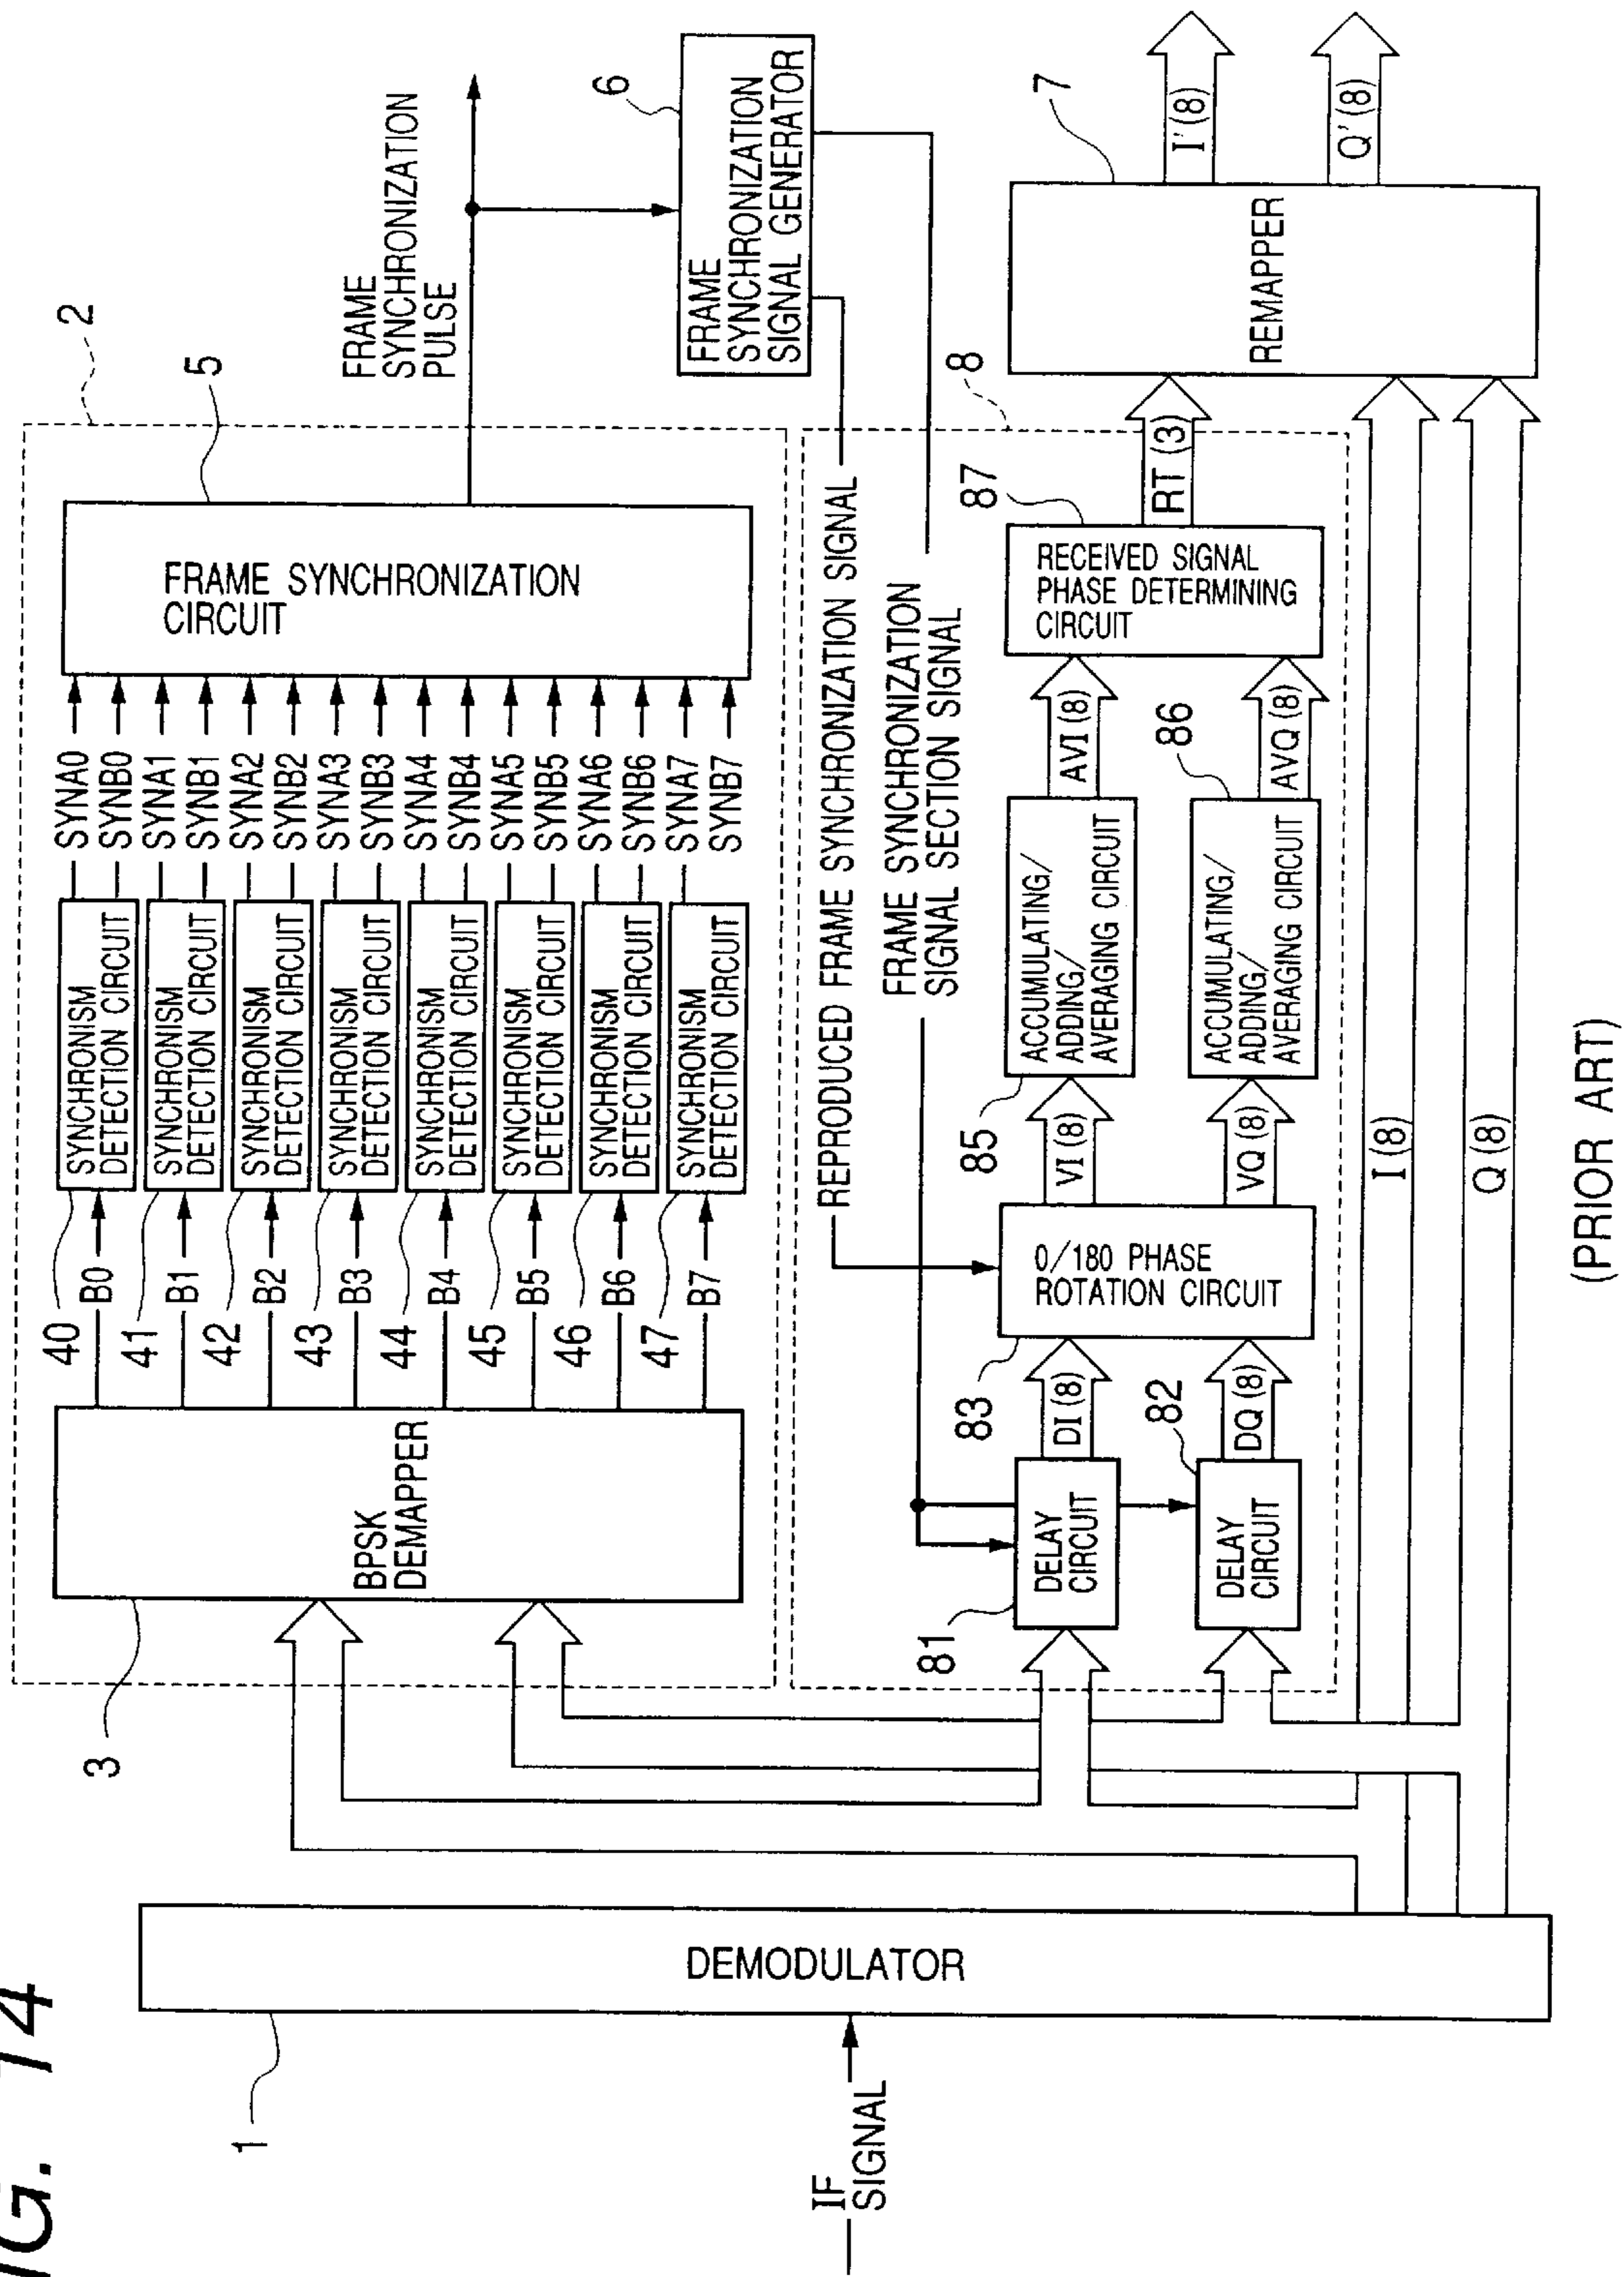 FIG. 14
IF
SIGNAL
1
DEMODULATOR
3
BPSK
DEMAPPER
2
40
B0
SYNCHRONISM
DETECTION CIRCUIT
SYNA0
SYNB0
41
B1
SYNCHRONISM
DETECTION CIRCUIT
SYNA1
SYNB1
42
B2
SYNCHRONISM
DETECTION CIRCUIT
SYNA2
SYNB2
43
B3
SYNCHRONISM
DETECTION CIRCUIT
SYNA3
SYNB3
44
B4
SYNCHRONISM
DETECTION CIRCUIT
SYNA4
SYNB4
45
B5
SYNCHRONISM
DETECTION CIRCUIT
SYNA5
SYNB5
46
B6
SYNCHRONISM
DETECTION CIRCUIT
SYNA6
SYNB6
47
B7
SYNCHRONISM
DETECTION CIRCUIT
SYNA7
SYNB7
5
FRAME SYNCHRONIZATION
CIRCUIT
FRAME
SYNCHRONIZATION
PULSE
6
FRAME
SYNCHRONIZATION
SIGNAL GENERATOR
REPRODUCED FRAME SYNCHRONIZATION SIGNAL
FRAME SYNCHRONIZATION
SIGNAL SECTION SIGNAL
8
81
DELAY
CIRCUIT
DI (8)
82
DELAY
CIRCUIT
DQ (8)
83
0/180 PHASE
ROTATION CIRCUIT
VI (8)
VQ (8)
85
ACCUMULATING/
ADDING/
AVERAGING CIRCUIT
AVI (8)
86
ACCUMULATING/
ADDING/
AVERAGING CIRCUIT
AVQ (8)
87
RECEIVED SIGNAL
PHASE DETERMINING
CIRCUIT
RT (3)
7
REMAPPER
I' (8)
Q' (8)
I (8)
Q (8)
(PRIOR ART)